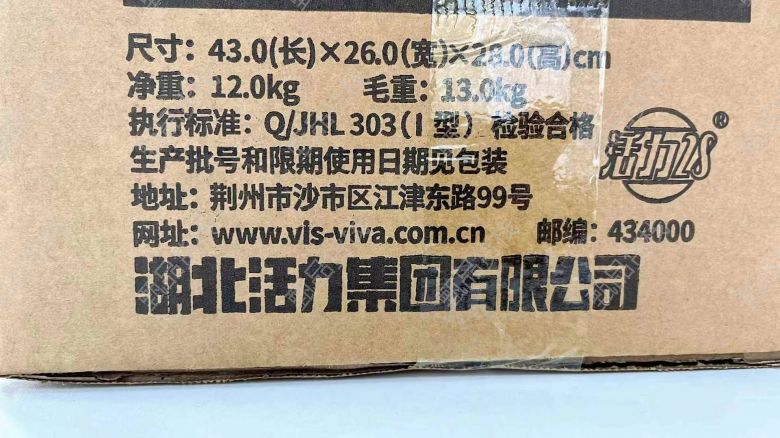 尺寸：43.0(长)×26.0(宽)×28.0(高)cm
净重：12.0kg 毛重：13.0kg
执行标准：Q/JHL 303(Ⅰ型) 检验合格
生产批号和限期使用日期见包装
活力28
地址：荆州市沙市区江津东路99号
网址：www.vis-viva.com.cn 邮编：434000
湖北活力集团有限公司